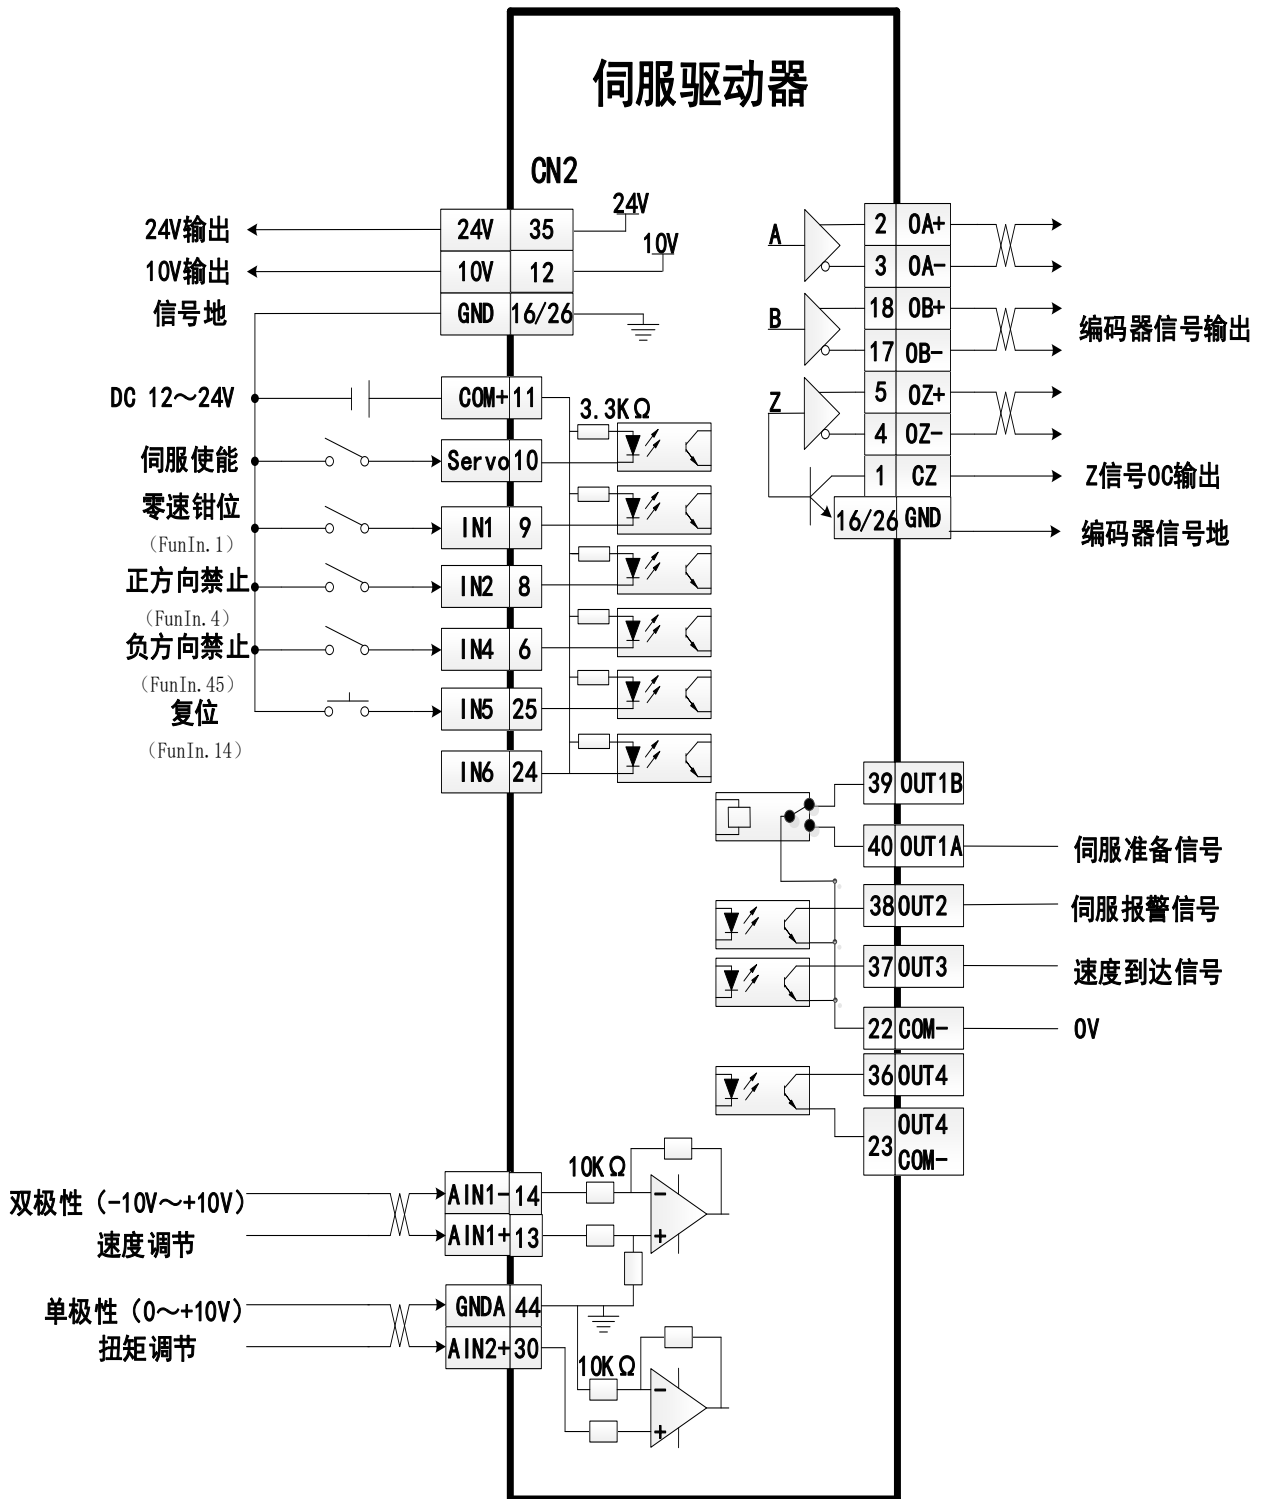 伺服驱动器
CN2
24V输出
24V
35
24V
10V输出
10V
12
10V
信号地
GND
16/26
DC 12～24V
COM+
11
3.3KΩ
伺服使能
Servo
10
零速钳位
(FunIn.1)
IN1
9
正方向禁止
(FunIn.4)
IN2
8
负方向禁止
(FunIn.45)
IN4
6
复位
(FunIn.14)
IN5
25
IN6
24
A
2
OA+
3
OA-
B
18
OB+
17
OB-
编码器信号输出
Z
5
OZ+
4
OZ-
1
CZ
Z信号OC输出
16/26
GND
编码器信号地
39
OUT1B
40
OUT1A
伺服准备信号
38
OUT2
伺服报警信号
37
OUT3
速度到达信号
22
COM-
0V
36
OUT4
23
OUT4
COM-
双极性（-10V～+10V）
速度调节
AIN1-
14
10KΩ
AIN1+
13
-
+
单极性（0～+10V）
扭矩调节
GNDA
44
AIN2+
30
10KΩ
-
+